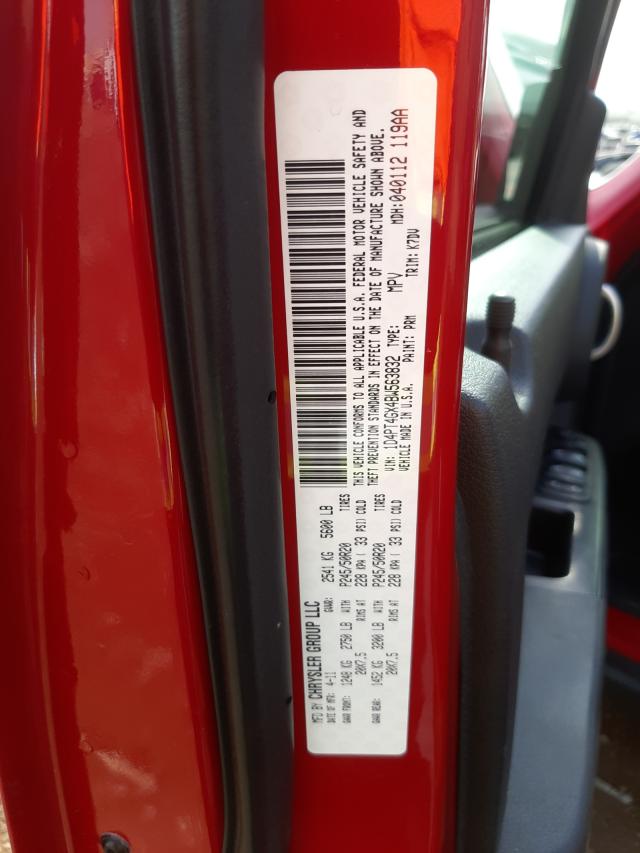 MFD BY CHRYSLER GROUP LLC
DATE OF MFR: 4-11 GVWR: 2541 KG 5600 LB
GAWR FRONT: 1248 KG 2750 LB WITH P245/50R20 TIRES
20X7.5 RIMS AT 228 KPA ( 33 PSI) COLD
GAWR REAR: 1452 KG 3200 LB WITH P245/50R20 TIRES
20X7.5 RIMS AT 228 KPA ( 33 PSI) COLD
THIS VEHICLE CONFORMS TO ALL APPLICABLE U.S.A. FEDERAL MOTOR VEHICLE SAFETY AND
THEFT PREVENTION STANDARDS IN EFFECT ON THE DATE OF MANUFACTURE SHOWN ABOVE.
VIN: 1D4PT4GX4BW563832 TYPE: MPV MDH:040112 119AA
VEHICLE MADE IN U.S.A. PAINT: PRM TRIM: K7DV